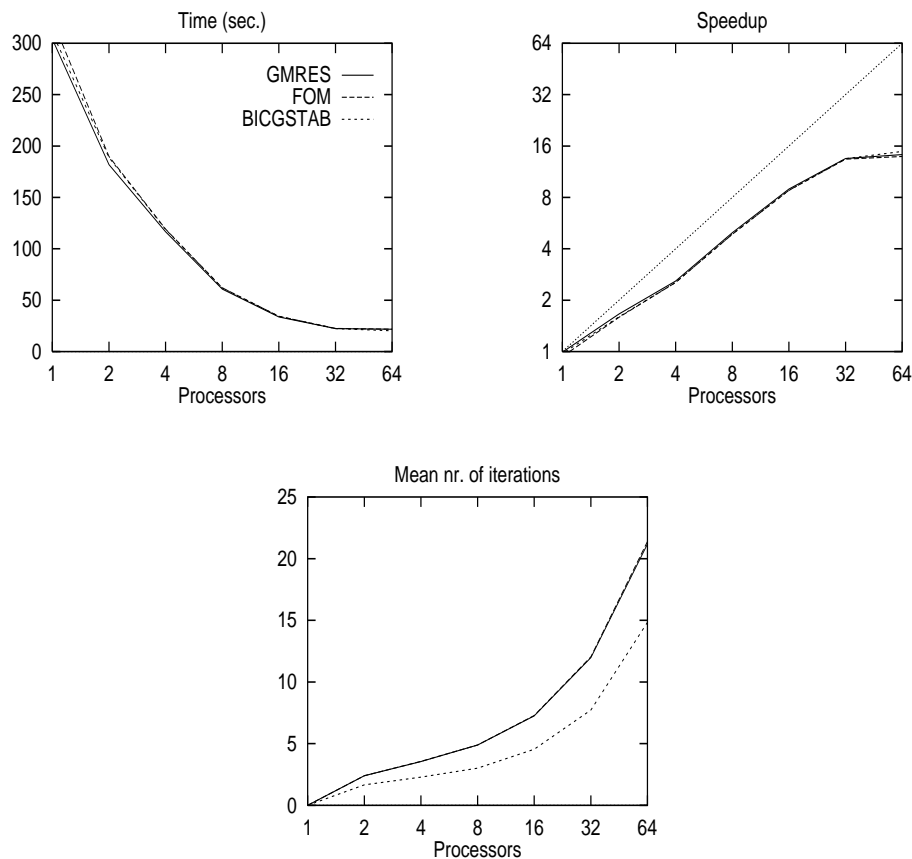 Time (sec.)
300
250
200
150
100
50
0
GMRES
FOM
BICGSTAB
1 2 4 8 16 32 64
Processors
Speedup
64
32
16
8
4
2
1
1 2 4 8 16 32 64
Processors
Mean nr. of iterations
25
20
15
10
5
0
1 2 4 8 16 32 64
Processors